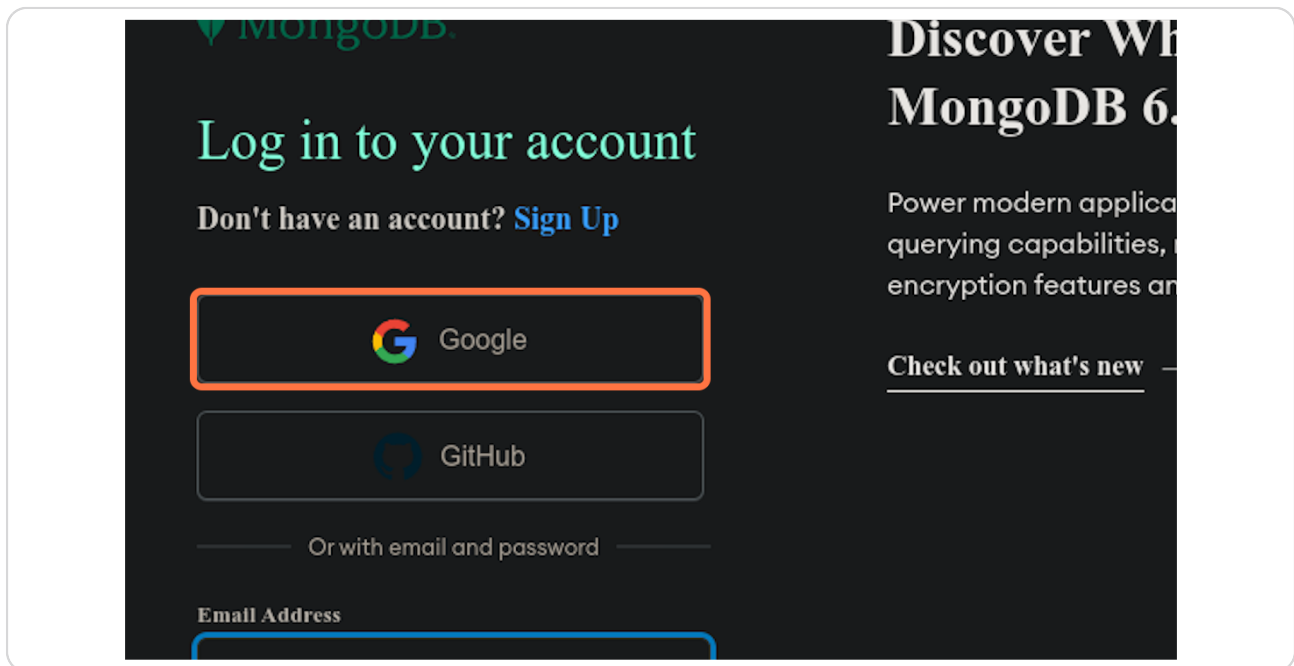 MongoDB.
Log in to your account
Don't have an account? Sign Up
Google
GitHub
Or with email and password
Email Address
Discover Wh
MongoDB 6.
Power modern applica
querying capabilities,
encryption features an
Check out what's new